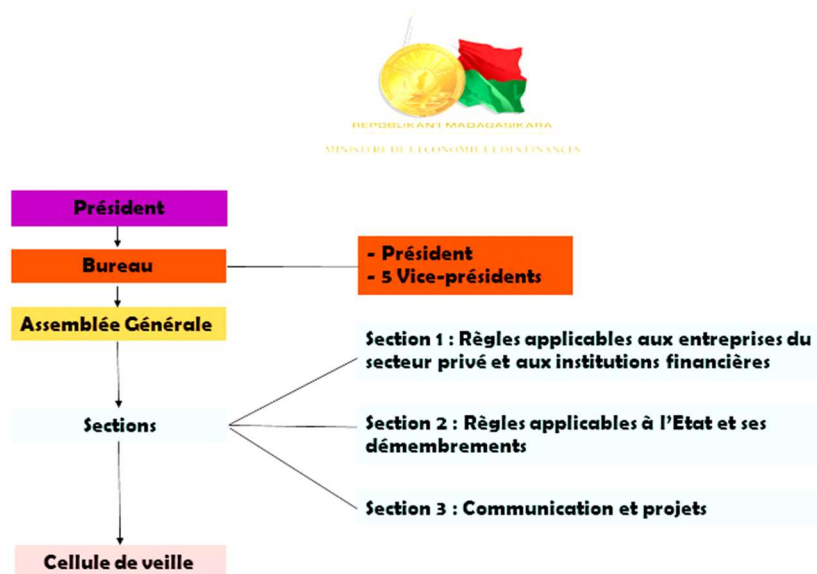 REPOBLIKAN'I MADAGASIKARA
MINISTERE DE L'ECONOMIE ET DES FINANCES
Président
Bureau
- Président
- 5 Vice-présidents
Assemblée Générale
Section 1 : Règles applicables aux entreprises du
secteur privé et aux institutions financières
Sections
Section 2 : Règles applicables à l'Etat et ses
démembrements
Section 3 : Communication et projets
Cellule de veille